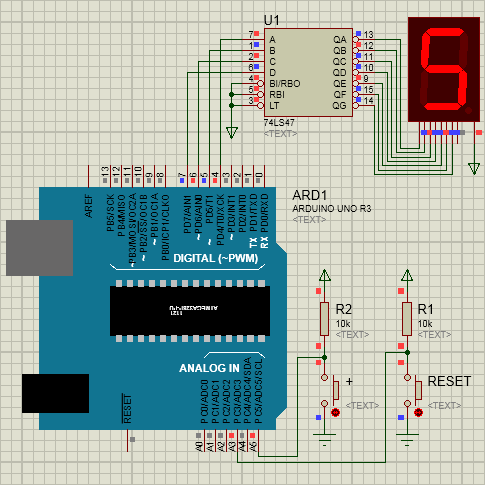 U1
7 A QA 13
1 B QB 12
2 C QC 11
6 D QD 10
4 BI/RBO QE 9
5 RBI QF 15
3 LT QG 14
74LS47
<TEXT>
5
13 12 11 10 9 8 7 6 5 4 3 2 1 0
AREF
PB5/SCK
PB4/MISO
~PB3/MOSI/OC2A
~PB2/SS/OC1B
~PB1/OC1A
PB0/ICP1/CLKO
PD7/AIN1
~PD6/AIN0
~PD5/T1
PD4/T0/XCK
~PD3/INT1
PD2/INT0
TX PD1/TXD
RX PD0/RXD
ARD1
ARDUINO UNO R3
<TEXT>
DIGITAL (~PWM)
1121
ANALOG IN
RESET
PC0/ADC0
PC1/ADC1
PC2/ADC2
PC3/ADC3
PC4/ADC4/SDA
PC5/ADC5/SCL
A0 A1 A2 A3 A4 A5
R2
10k
<TEXT>
R1
10k
<TEXT>
+
<TEXT>
RESET
<TEXT>